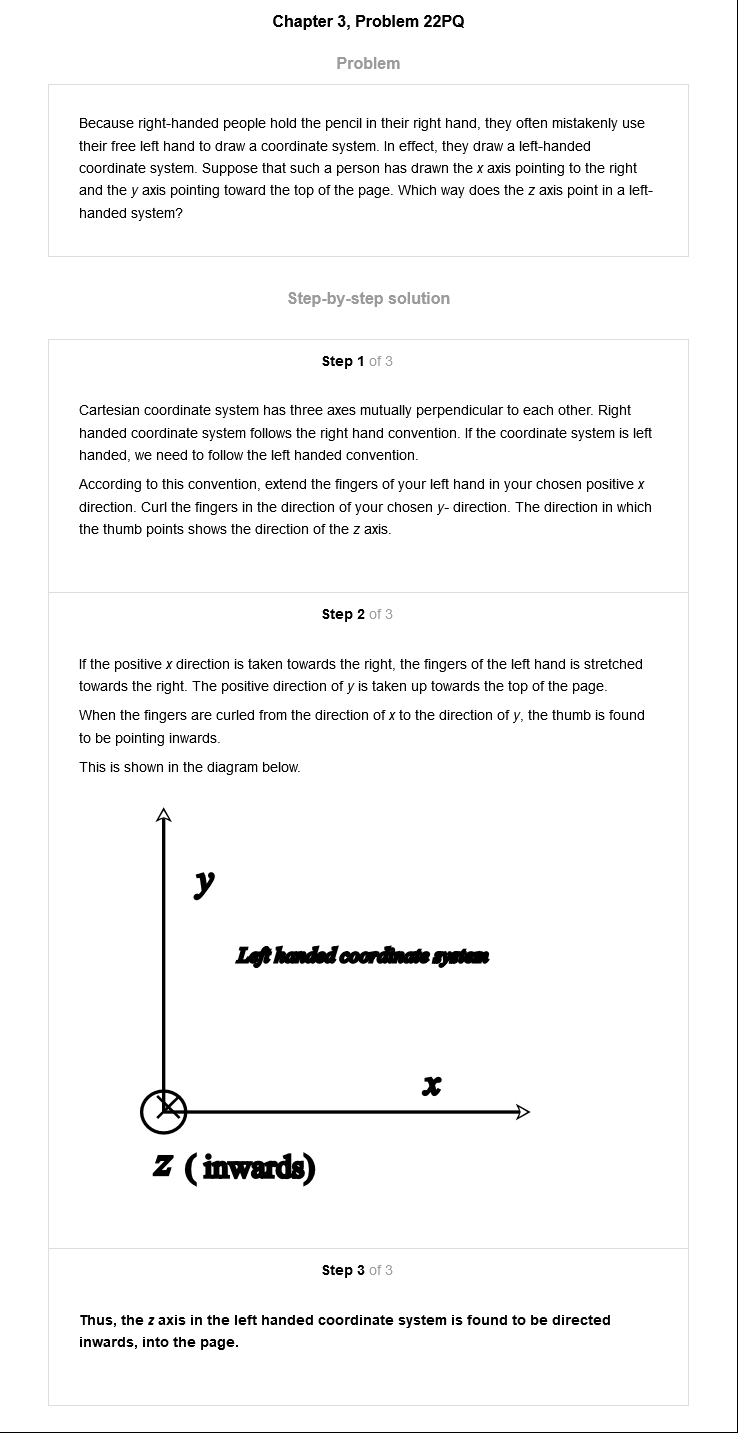 Chapter 3, Problem 22PQ
Problem
Because right-handed people hold the pencil in their right hand, they often mistakenly use
their free left hand to draw a coordinate system. In effect, they draw a left-handed
coordinate system. Suppose that such a person has drawn the x axis pointing to the right
and the y axis pointing toward the top of the page. Which way does the z axis point in a left-
handed system?
Step-by-step solution
Step 1 of 3
Cartesian coordinate system has three axes mutually perpendicular to each other. Right
handed coordinate system follows the right hand convention. If the coordinate system is left
handed, we need to follow the left handed convention.
According to this convention, extend the fingers of your left hand in your chosen positive x
direction. Curl the fingers in the direction of your chosen y- direction. The direction in which
the thumb points shows the direction of the z axis.
Step 2 of 3
If the positive x direction is taken towards the right, the fingers of the left hand is stretched
towards the right. The positive direction of y is taken up towards the top of the page.
When the fingers are curled from the direction of x to the direction of y, the thumb is found
to be pointing inwards.
This is shown in the diagram below.
y
Left handed coordinate system
x
z ( inwards)
Step 3 of 3
Thus, the z axis in the left handed coordinate system is found to be directed
inwards, into the page.